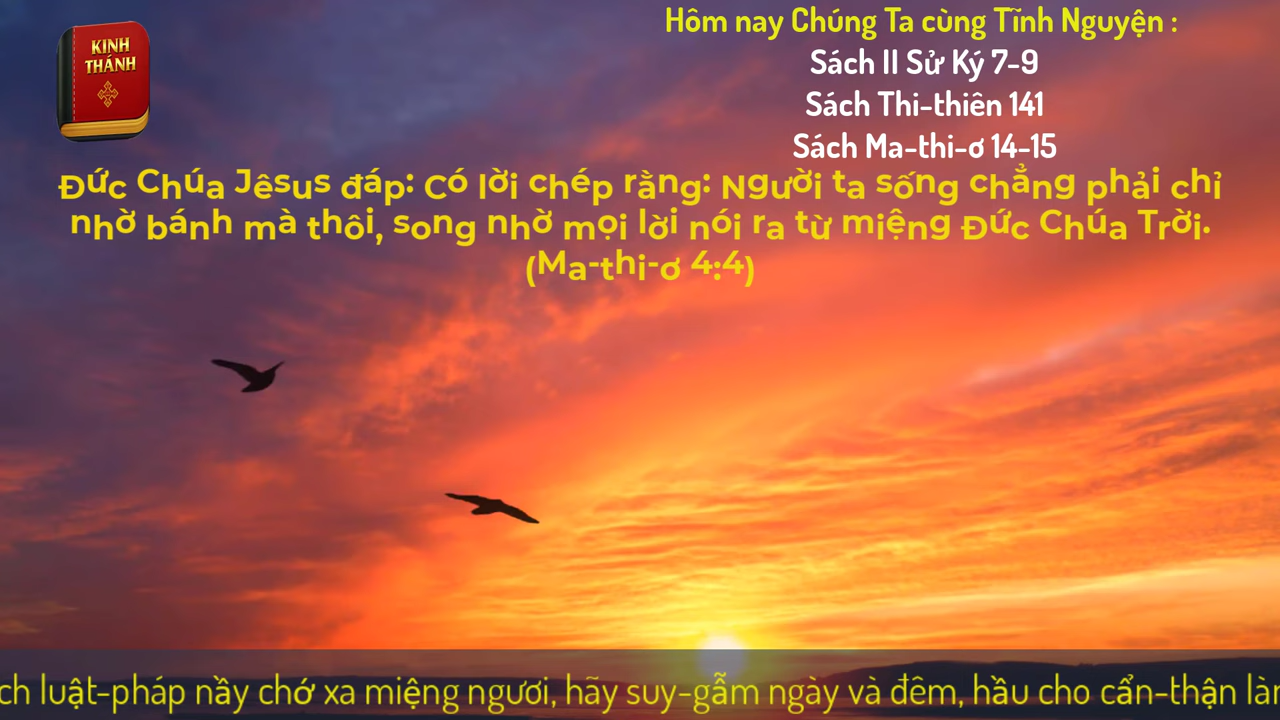 KINH
THÁNH
Hôm nay Chúng Ta cùng Tĩnh Nguyện :
Sách II Sử Ký 7-9
Sách Thi-thiên 141
Sách Ma-thi-ơ 14-15
Đức Chúa Jêsus đáp: Có lời chép rằng: Người ta sống chẳng phải chỉ
nhờ bánh mà thôi, song nhờ mọi lời nói ra từ miệng Đức Chúa Trời.
(Ma-thi-ơ 4:4)
ch luật-pháp nầy chớ xa miệng ngươi, hãy suy-gẫm ngày và đêm, hầu cho cẩn-thận làm